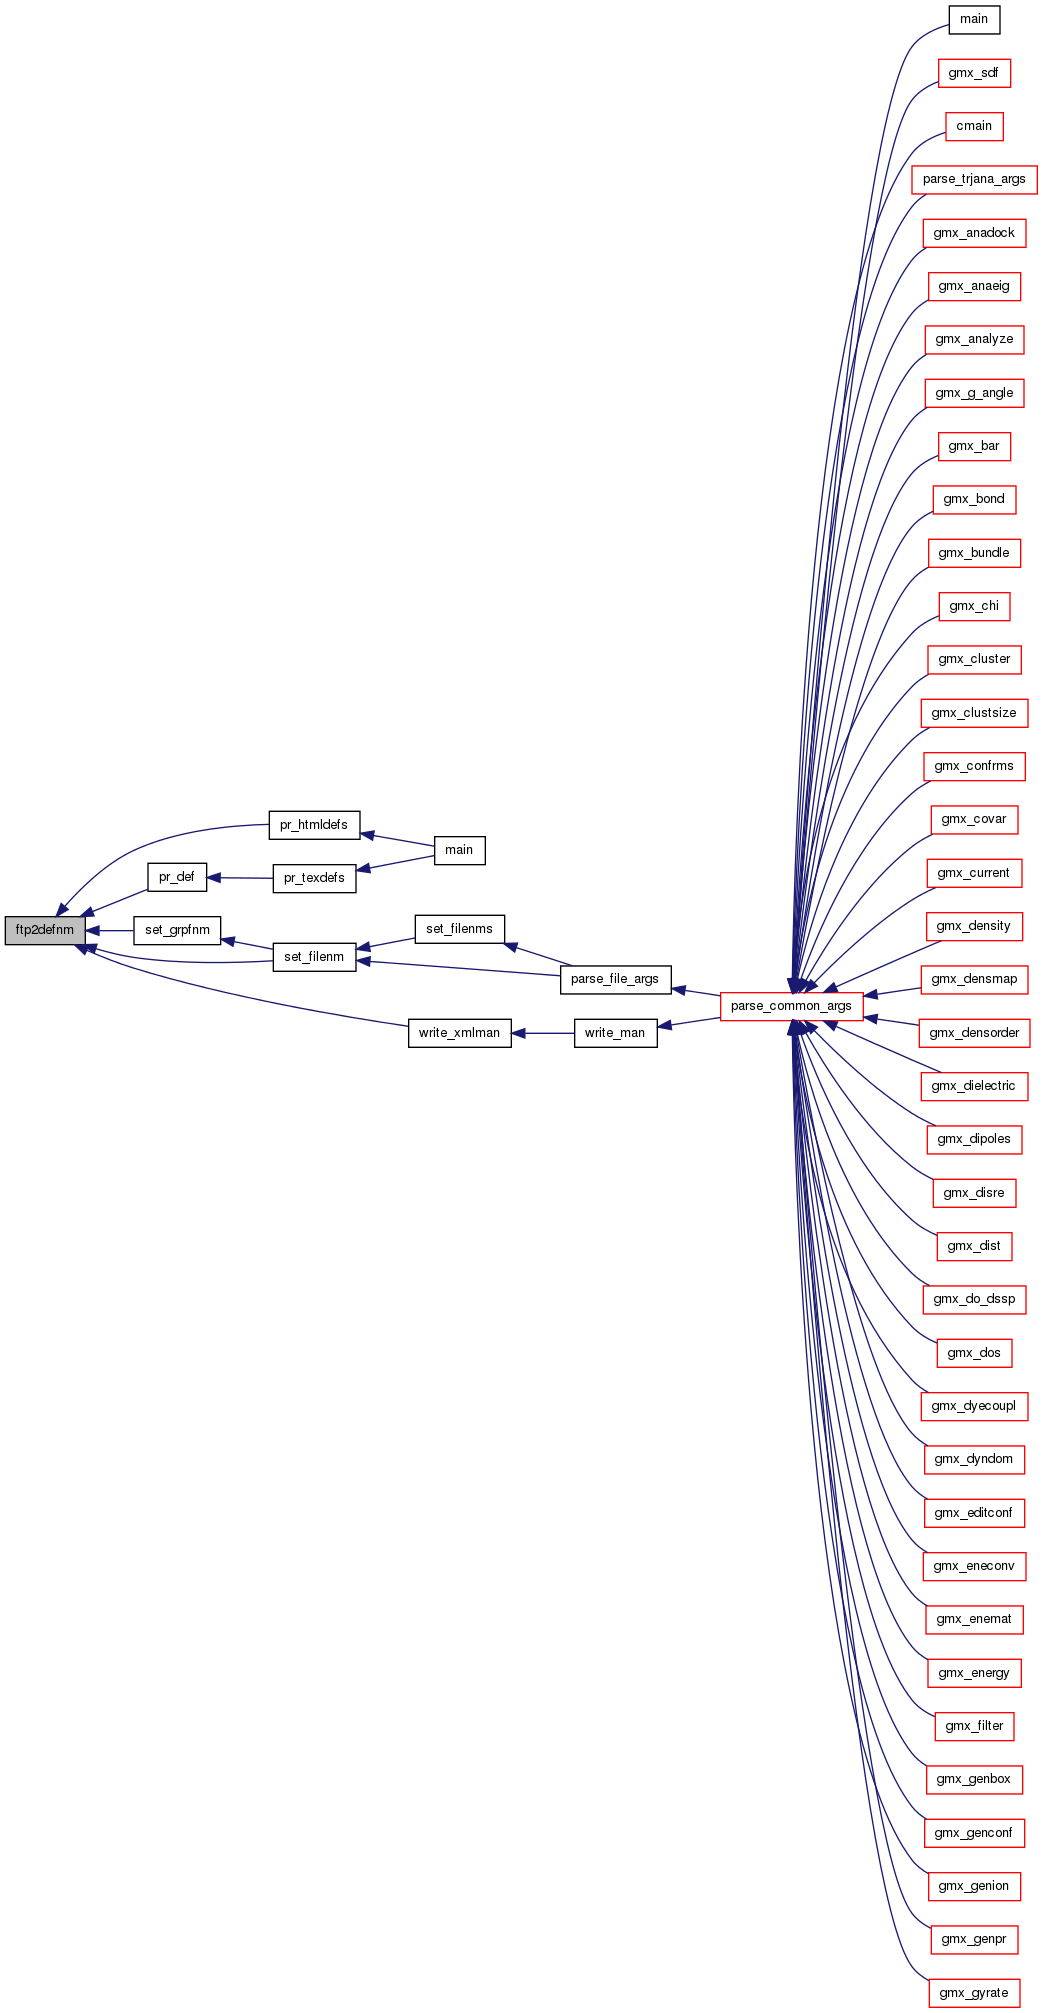 main
gmx_sdf
cmain
parse_trjana_args
gmx_anadock
gmx_anaeig
gmx_analyze
gmx_g_angle
gmx_bar
gmx_bond
gmx_bundle
gmx_chi
gmx_cluster
gmx_clustsize
gmx_confrms
gmx_covar
pr_htmldefs
main
pr_def
pr_texdefs
gmx_current
ftp2defnm
set_grpfnm
set_filenms
gmx_density
set_filenm
parse_file_args
gmx_densmap
parse_common_args
write_xmlman
write_man
gmx_densorder
gmx_dielectric
gmx_dipoles
gmx_disre
gmx_dist
gmx_do_dssp
gmx_dos
gmx_dyecoupl
gmx_dyndom
gmx_editconf
gmx_eneconv
gmx_enemat
gmx_energy
gmx_filter
gmx_genbox
gmx_genconf
gmx_genion
gmx_genpr
gmx_gyrate